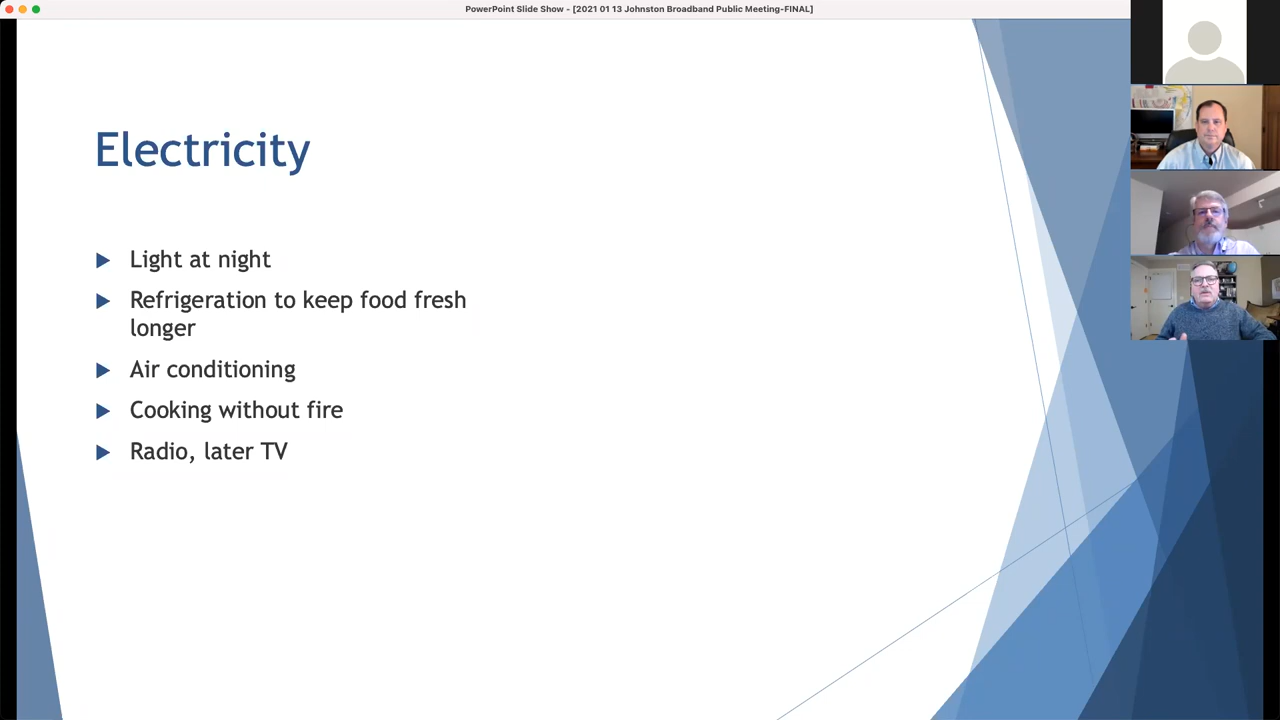 PowerPoint Slide Show - [2021 01 13 Johnston Broadband Public Meeting-FINAL]
Electricity
Light at night
Refrigeration to keep food fresh
longer
Air conditioning
Cooking without fire
Radio, later TV